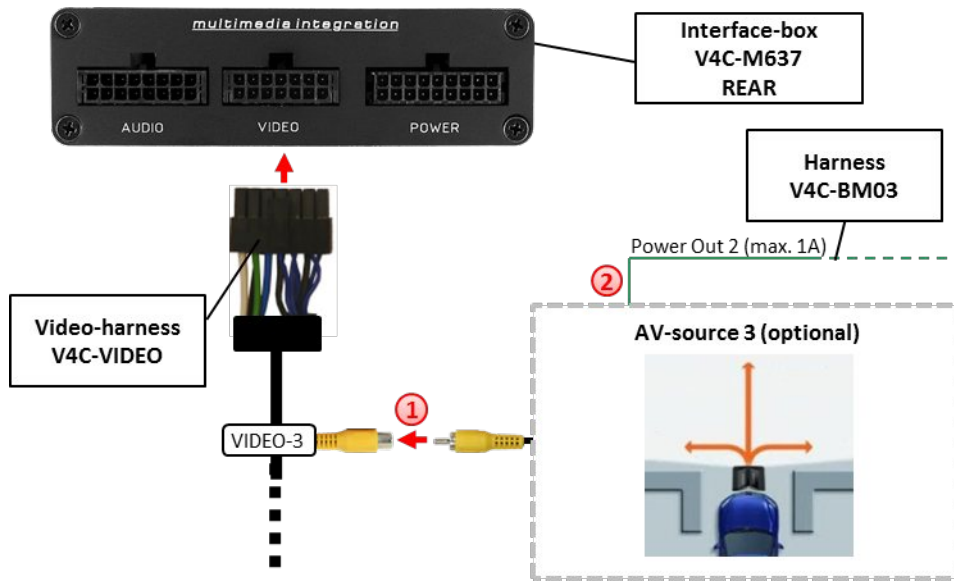 multimedia integration
AUDIO
VIDEO
POWER
Interface-box
V4C-M637
REAR
Harness
V4C-BM03
Power Out 2 (max. 1A)
2
Video-harness
V4C-VIDEO
AV-source 3 (optional)
1
VIDEO-3